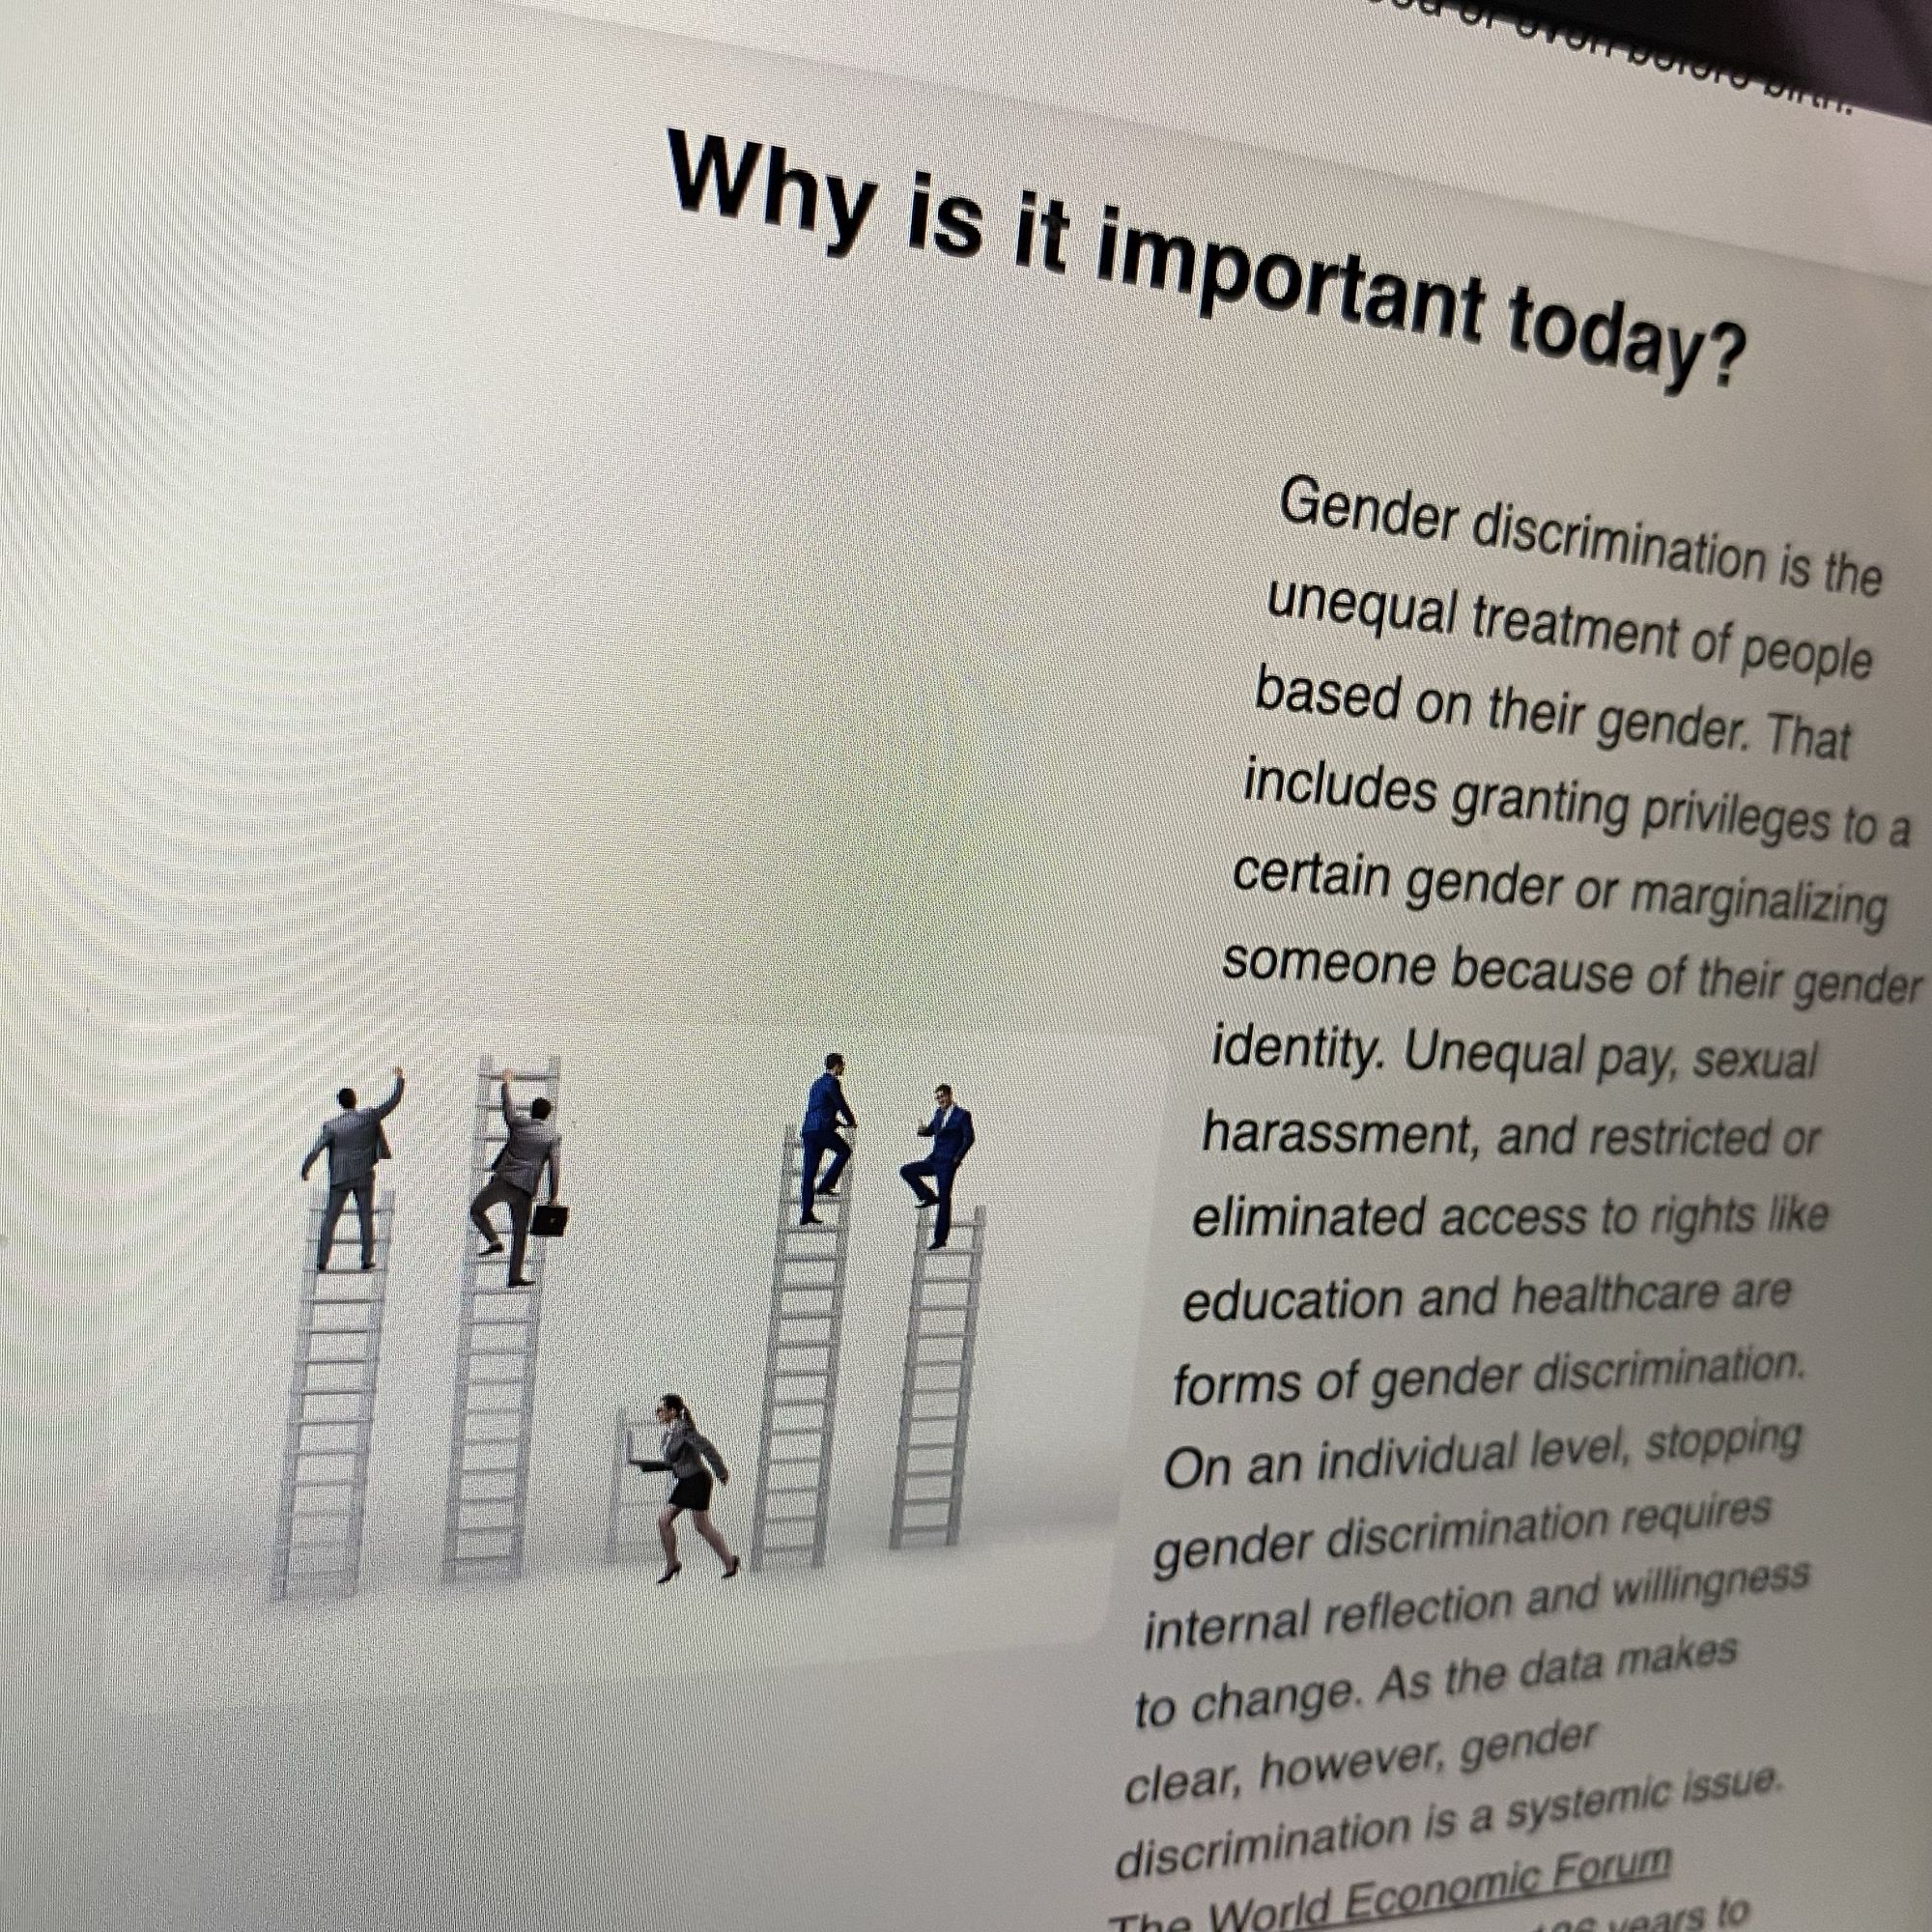 or even before birth.
Why is it important today?
Gender discrimination is the
unequal treatment of people
based on their gender. That
includes granting privileges to a
certain gender or marginalizing
someone because of their gender
identity. Unequal pay, sexual
harassment, and restricted or
eliminated access to rights like
education and healthcare are
forms of gender discrimination.
On an individual level, stopping
gender discrimination requires
internal reflection and willingness
to change. As the data makes
clear, however, gender
discrimination is a systemic issue.
The World Economic Forum
years to